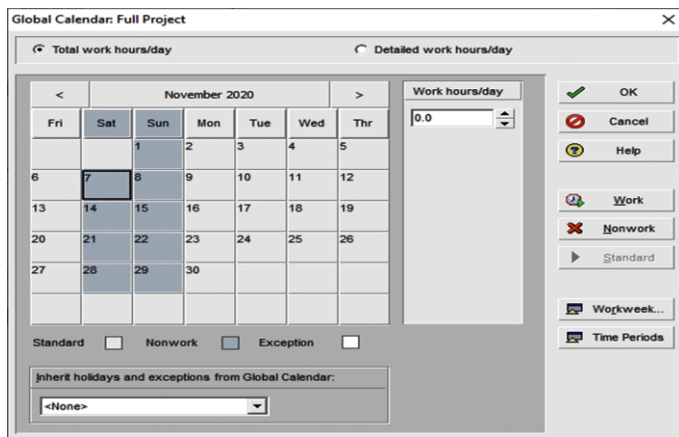 Global Calendar: Full Project
Total work hours/day Detailed work hours/day
< November 2020 >
Fri Sat Sun Mon Tue Wed Thr
1 2 3 4 5
6 7 8 9 10 11 12
13 14 15 16 17 18 19
20 21 22 23 24 25 26
27 28 29 30
Standard Nonwork Exception
Inherit holidays and exceptions from Global Calendar:
<None>
Work hours/day
0.0
OK
Cancel
Help
Work
Nonwork
Standard
Workweek...
Time Periods